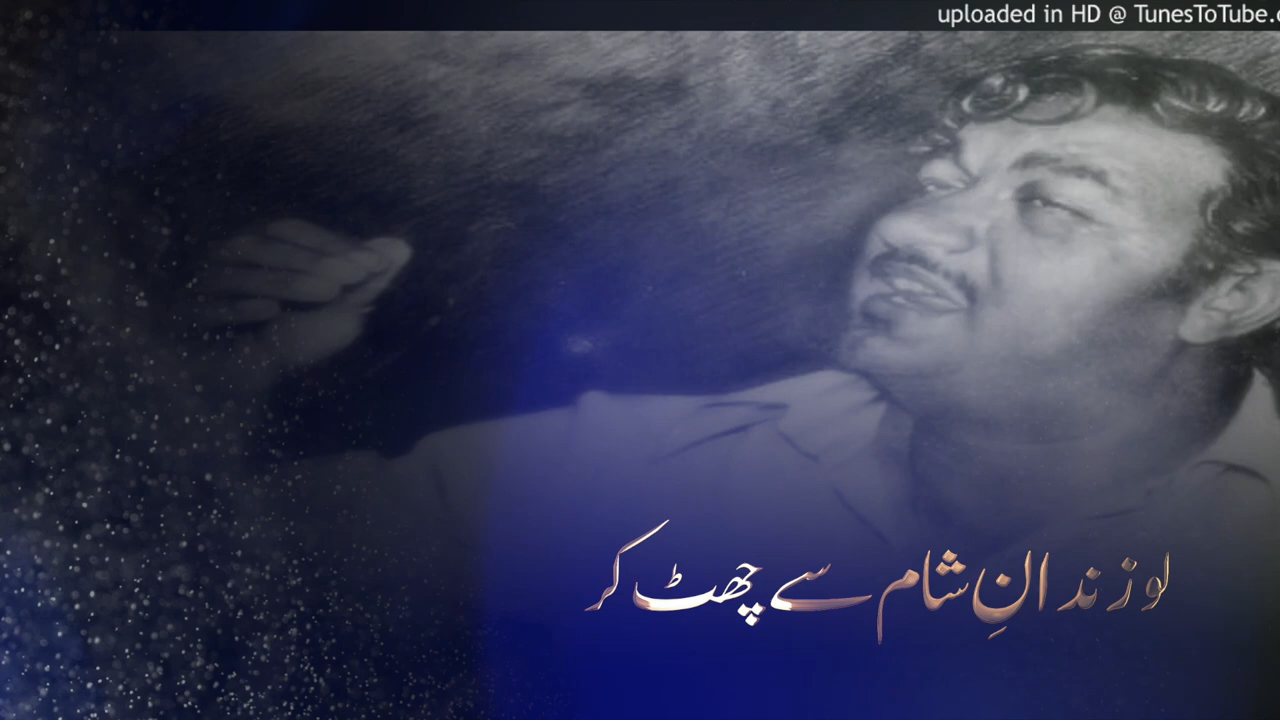 uploaded in HD @ TunesToTube.c
لو زندانِ شام سے چھٹ کر